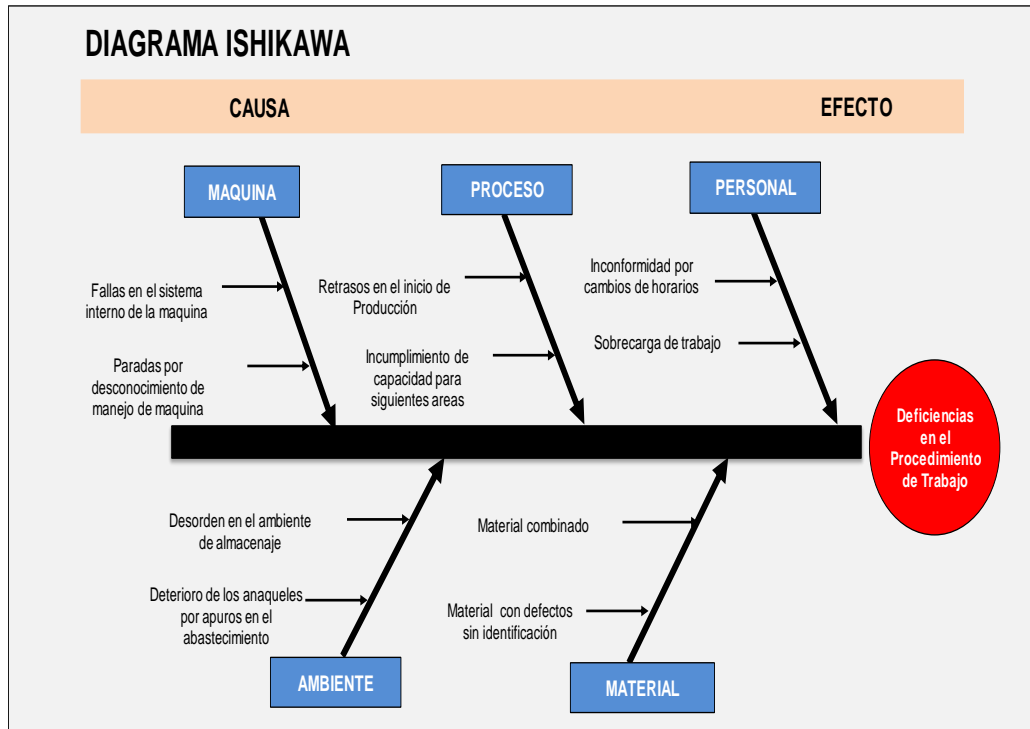 DIAGRAMA ISHIKAWA
CAUSA
EFECTO
MAQUINA
PROCESO
PERSONAL
Fallas en el sistema
interno de la maquina
Paradas por
desconocimiento de
manejo de maquina
Retrasos en el inicio de
Producción
Incumplimiento de
capacidad para
siguientes areas
Inconformidad por
cambios de horarios
Sobrecarga de trabajo
Deficiencias
en el
Procedimiento
de Trabajo
Desorden en el ambiente
de almacenaje
Deterioro de los anaqueles
por apuros en el
abastecimiento
Material combinado
Material con defectos
sin identificación
AMBIENTE
MATERIAL